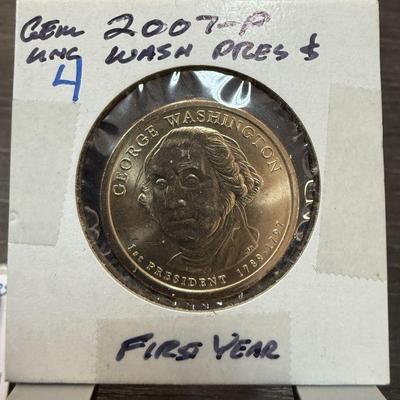 GEM 2007-P
UNC WASH PRES $
4
GEORGE WASHINGTON
1st PRESIDENT 1789-1797
FIRST YEAR